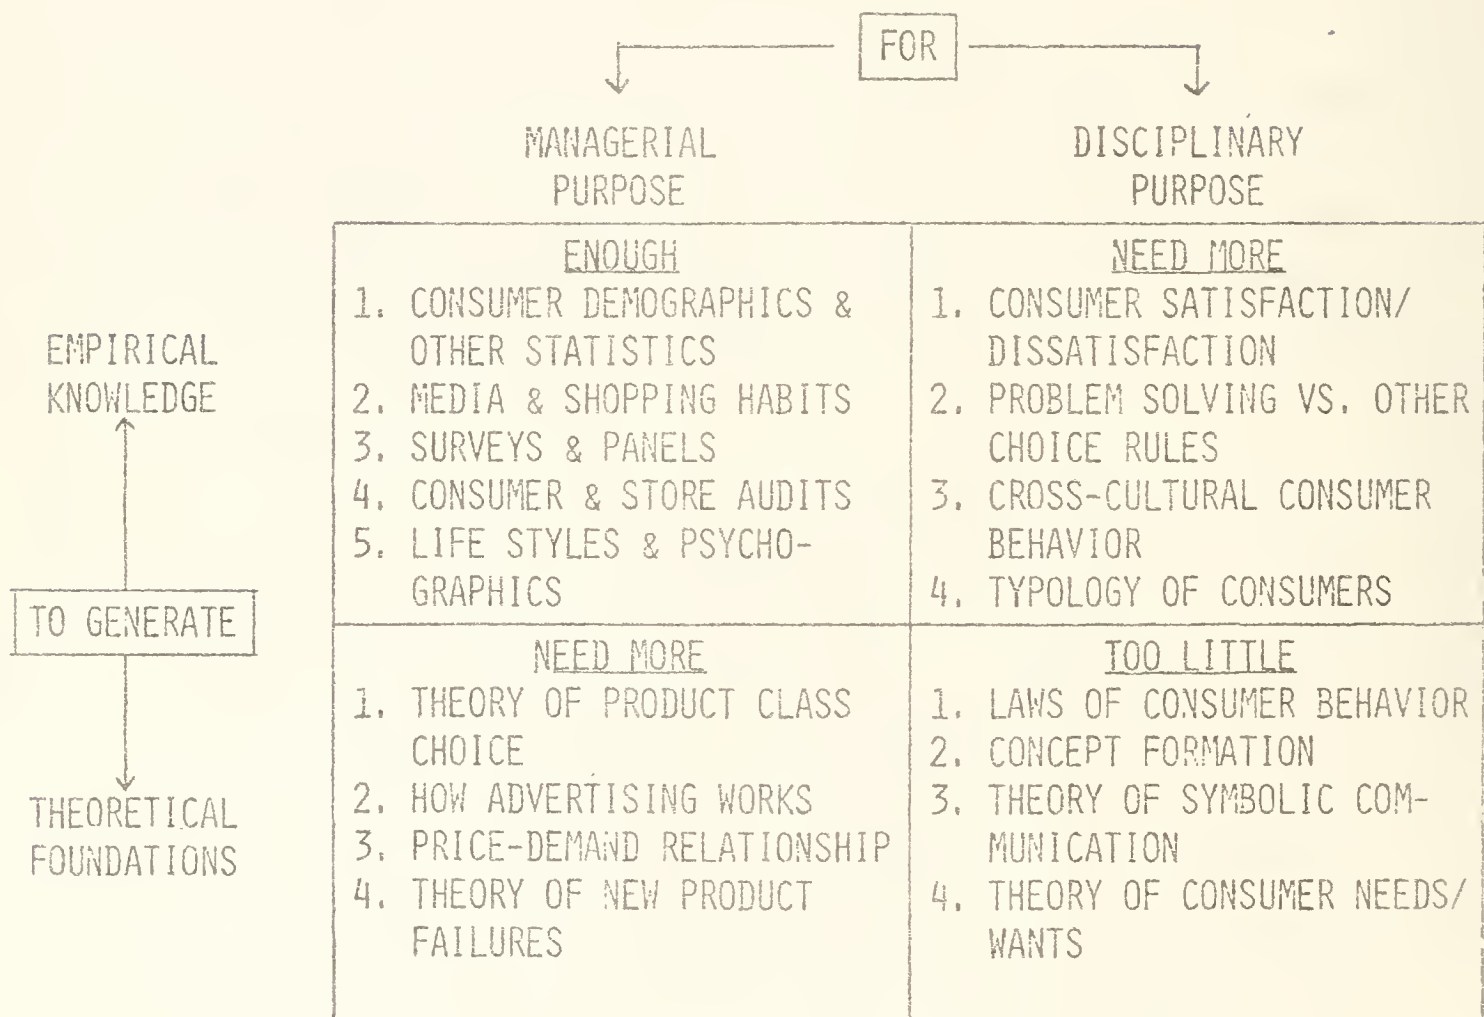 FOR
MANAGERIAL
PURPOSE
DISCIPLINARY
PURPOSE
EMPIRICAL
KNOWLEDGE
TO GENERATE
THEORETICAL
FOUNDATIONS
ENOUGH
1. CONSUMER DEMOGRAPHICS &
OTHER STATISTICS
2. MEDIA & SHOPPING HABITS
3. SURVEYS & PANELS
4. CONSUMER & STORE AUDITS
5. LIFE STYLES & PSYCHO-
GRAPHICS
NEED MORE
1. CONSUMER SATISFACTION/
DISSATISFACTION
2. PROBLEM SOLVING VS. OTHER
CHOICE RULES
3. CROSS-CULTURAL CONSUMER
BEHAVIOR
4. TYPOLOGY OF CONSUMERS
NEED MORE
1. THEORY OF PRODUCT CLASS
CHOICE
2. HOW ADVERTISING WORKS
3. PRICE-DEMAND RELATIONSHIP
4. THEORY OF NEW PRODUCT
FAILURES
TOO LITTLE
1. LAWS OF CONSUMER BEHAVIOR
2. CONCEPT FORMATION
3. THEORY OF SYMBOLIC COM-
MUNICATION
4. THEORY OF CONSUMER NEEDS/
WANTS